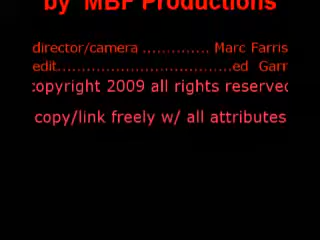 by MBF Productions
director/camera .............. Marc Farris
edit...................................ed Garr
copyright 2009 all rights reserved
copy/link freely w/ all attributes